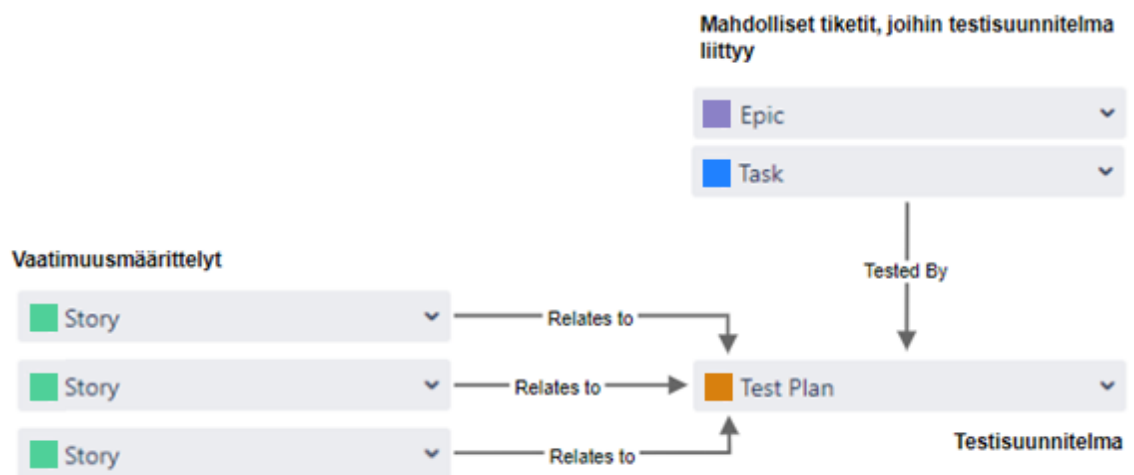 Mahdolliset tiketit, joihin testisuunnitelma
liittyy
Epic
Task
Tested By
Vaatimuusmäärittelyt
Story
Relates to
Story
Relates to
Test Plan
Story
Relates to
Testisuunnitelma